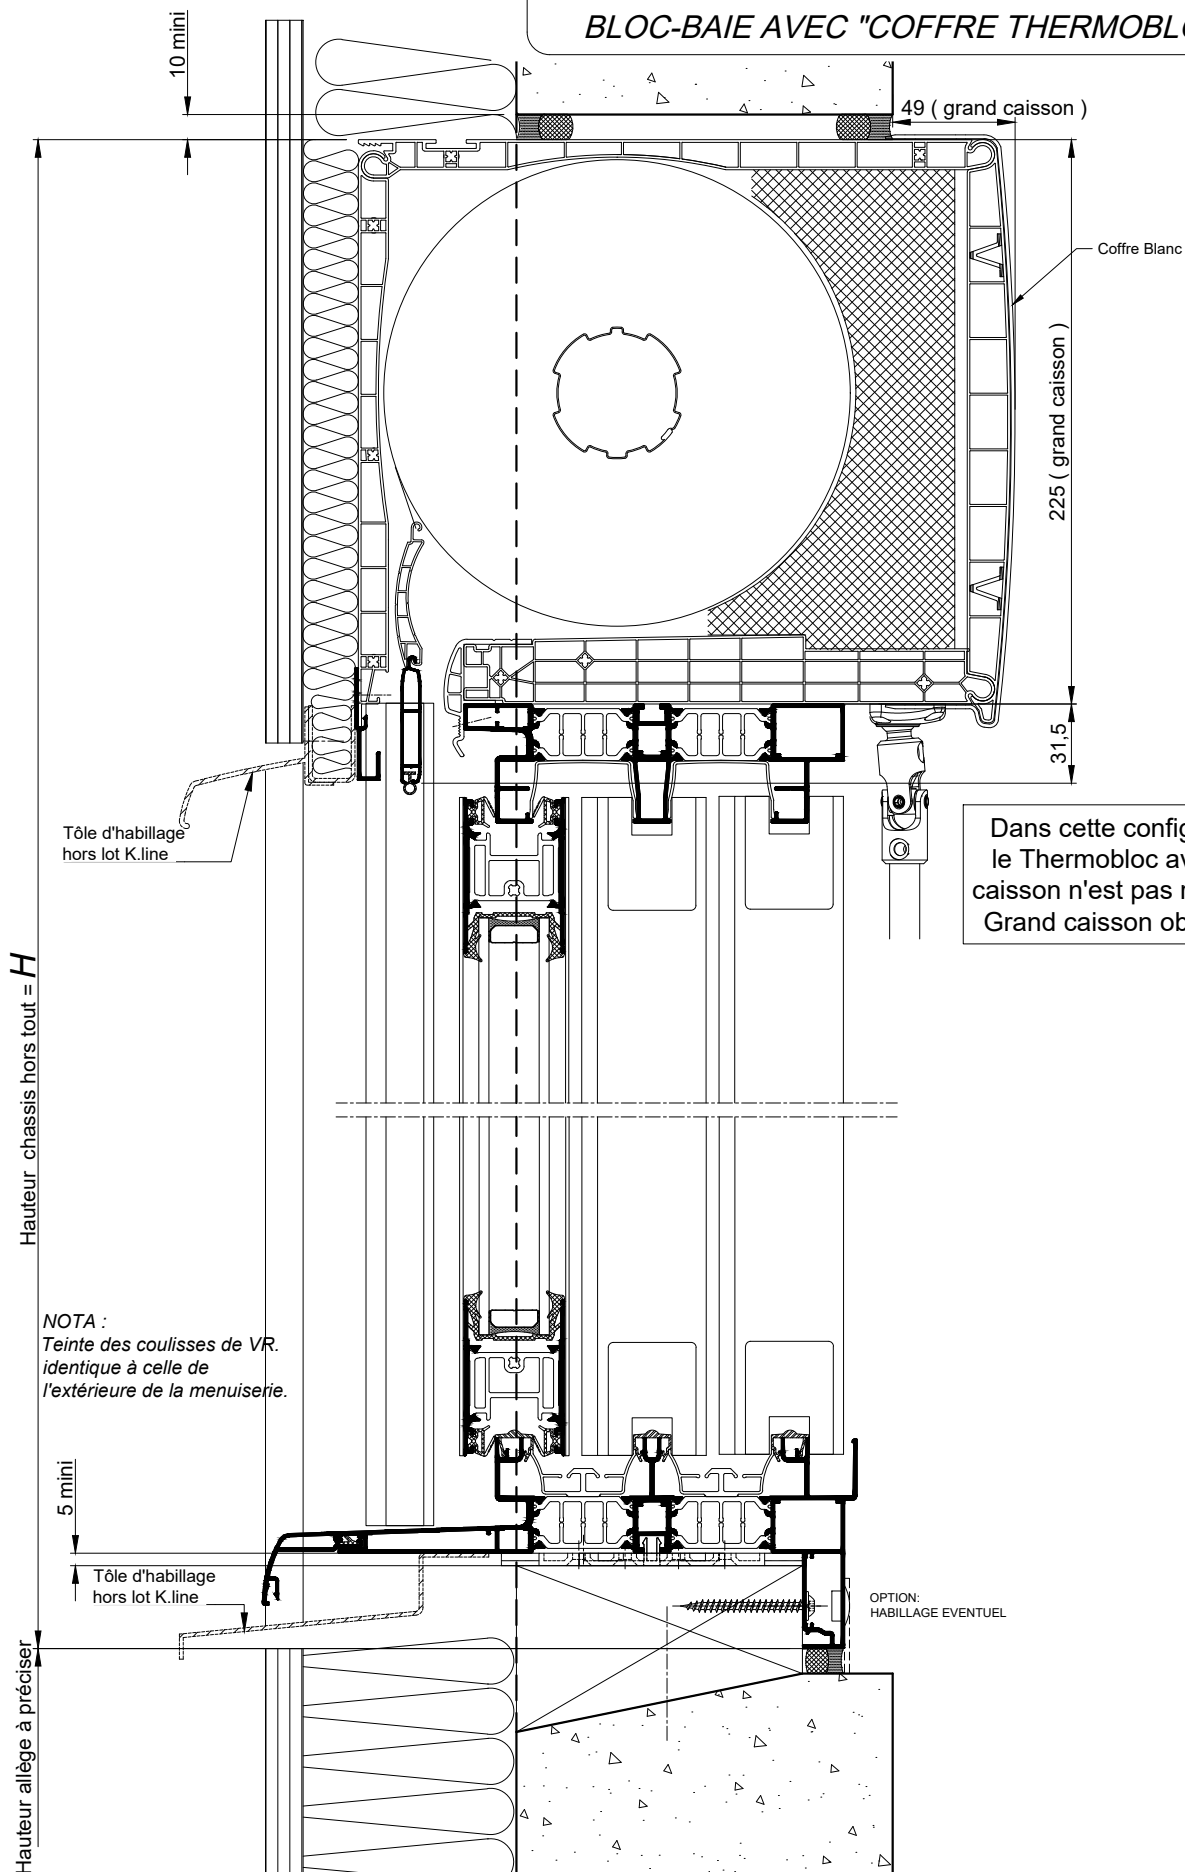 BLOC-BAIE AVEC "COFFRE THERMOBLO
10 mini
49 ( grand caisson )
Coffre Blanc
225 ( grand caisson )
31,5
Tôle d'habillage
hors lot K.line
Dans cette config
le Thermobloc av
caisson n'est pas r
Grand caisson ob
Hauteur chassis hors tout = H
NOTA :
Teinte des coulisses de VR.
identique à celle de
l'extérieure de la menuiserie.
5 mini
Tôle d'habillage
hors lot K.line
OPTION:
HABILLAGE EVENTUEL
Hauteur allège à préciser